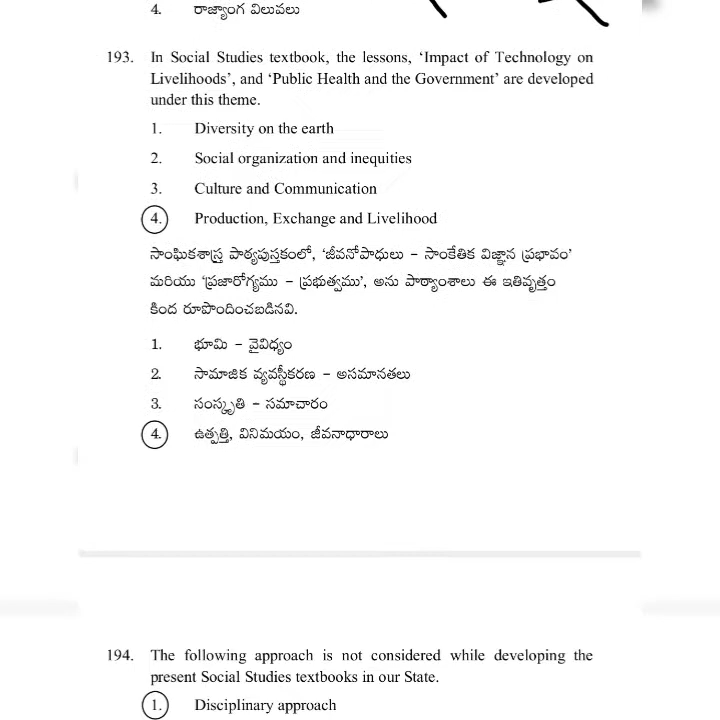 4. రాజ్యాంగ విలువలు
193. In Social Studies textbook, the lessons, ‘Impact of Technology on
Livelihoods’, and ‘Public Health and the Government’ are developed
under this theme.
1. Diversity on the earth
2. Social organization and inequities
3. Culture and Communication
4. Production, Exchange and Livelihood
సాంఘికశాస్త్ర పాఠ్యపుస్తకంలో, ‘జీవనోపాధులు – సాంకేతిక విజ్ఞాన ప్రభావం’
మరియు ‘ప్రజారోగ్యము – ప్రభుత్వము’, అను పాఠ్యాంశాలు ఈ ఇతివృత్తం
కింద రూపొందించబడినవి.
1. భూమి – వైవిధ్యం
2. సామాజిక వ్యవస్థీకరణ – అసమానతలు
3. సంస్కృతి – సమాచారం
4. ఉత్పత్తి, వినిమయం, జీవనాధారాలు
194. The following approach is not considered while developing the
present Social Studies textbooks in our State.
1. Disciplinary approach